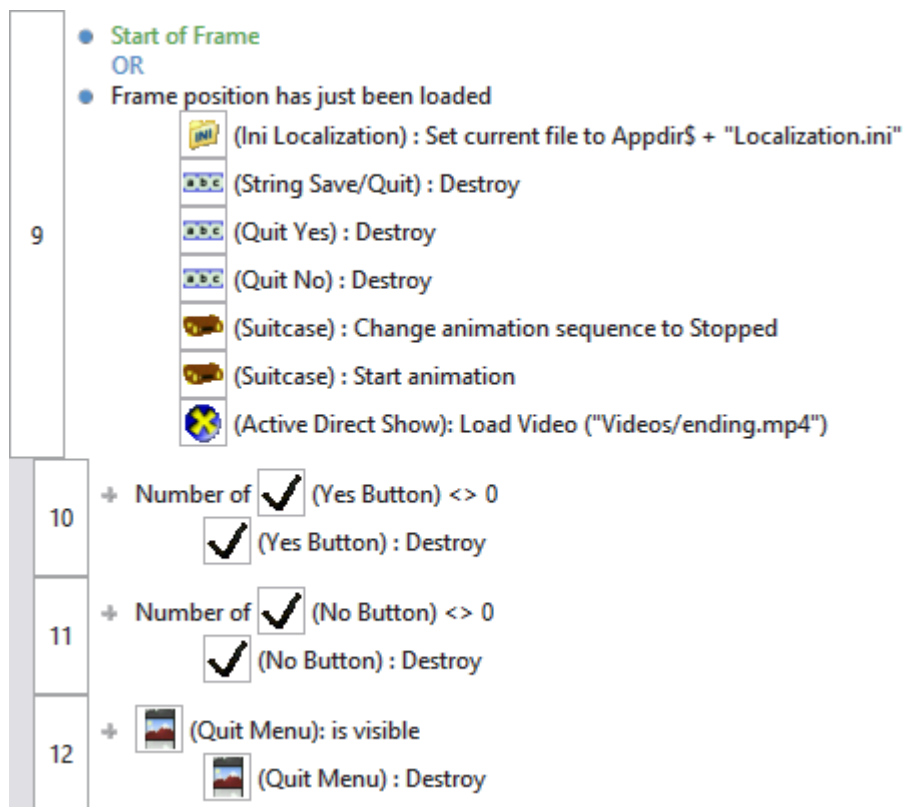 9
Start of Frame
OR
Frame position has just been loaded
INI (Ini Localization) : Set current file to Appdir$ + "Localization.ini"
a b c (String Save/Quit) : Destroy
a b c (Quit Yes) : Destroy
a b c (Quit No) : Destroy
(Suitcase) : Change animation sequence to Stopped
(Suitcase) : Start animation
(Active Direct Show): Load Video ("Videos/ending.mp4")
10
Number of (Yes Button) <> 0
(Yes Button) : Destroy
11
Number of (No Button) <> 0
(No Button) : Destroy
12
(Quit Menu): is visible
(Quit Menu) : Destroy